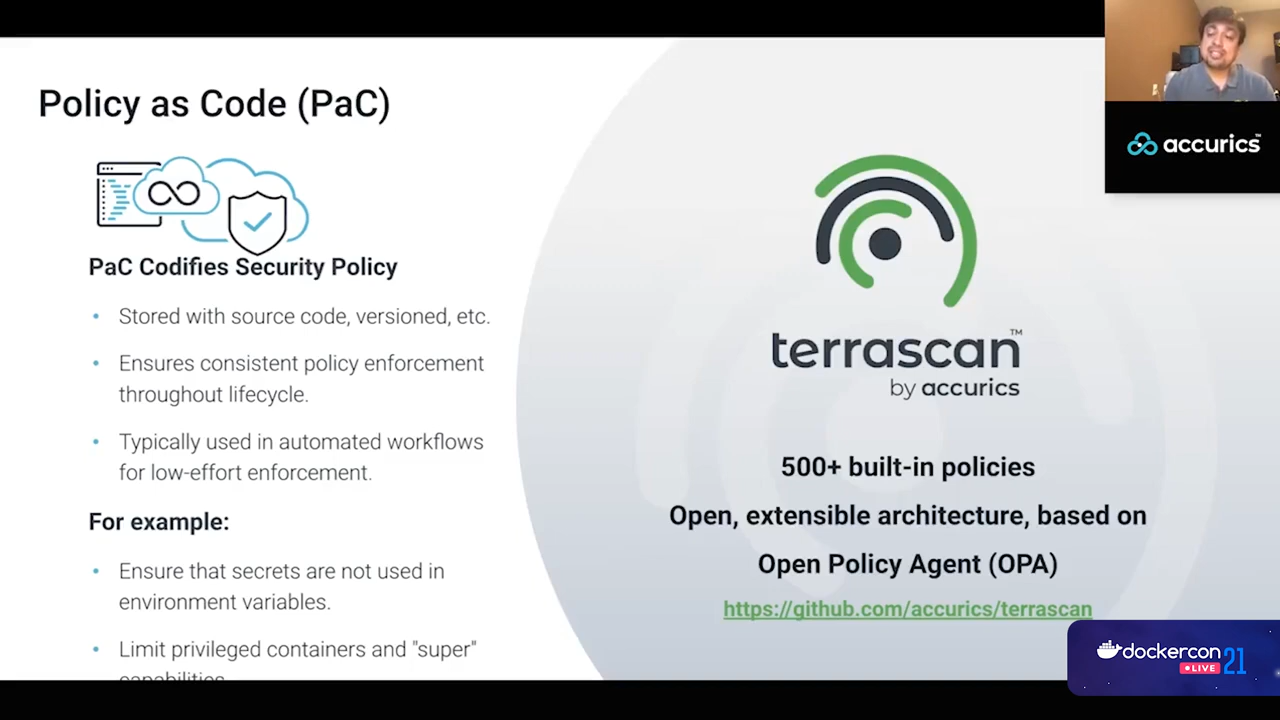 Policy as Code (PaC)
PaC Codifies Security Policy
• Stored with source code, versioned, etc.
• Ensures consistent policy enforcement
throughout lifecycle.
• Typically used in automated workflows
for low-effort enforcement.
For example:
• Ensure that secrets are not used in
environment variables.
• Limit privileged containers and "super"
capabilities
terrascan™
by accurics
500+ built-in policies
Open, extensible architecture, based on
Open Policy Agent (OPA)
https://github.com/accurics/terrascan
accurics™
dockercon
LIVE
21